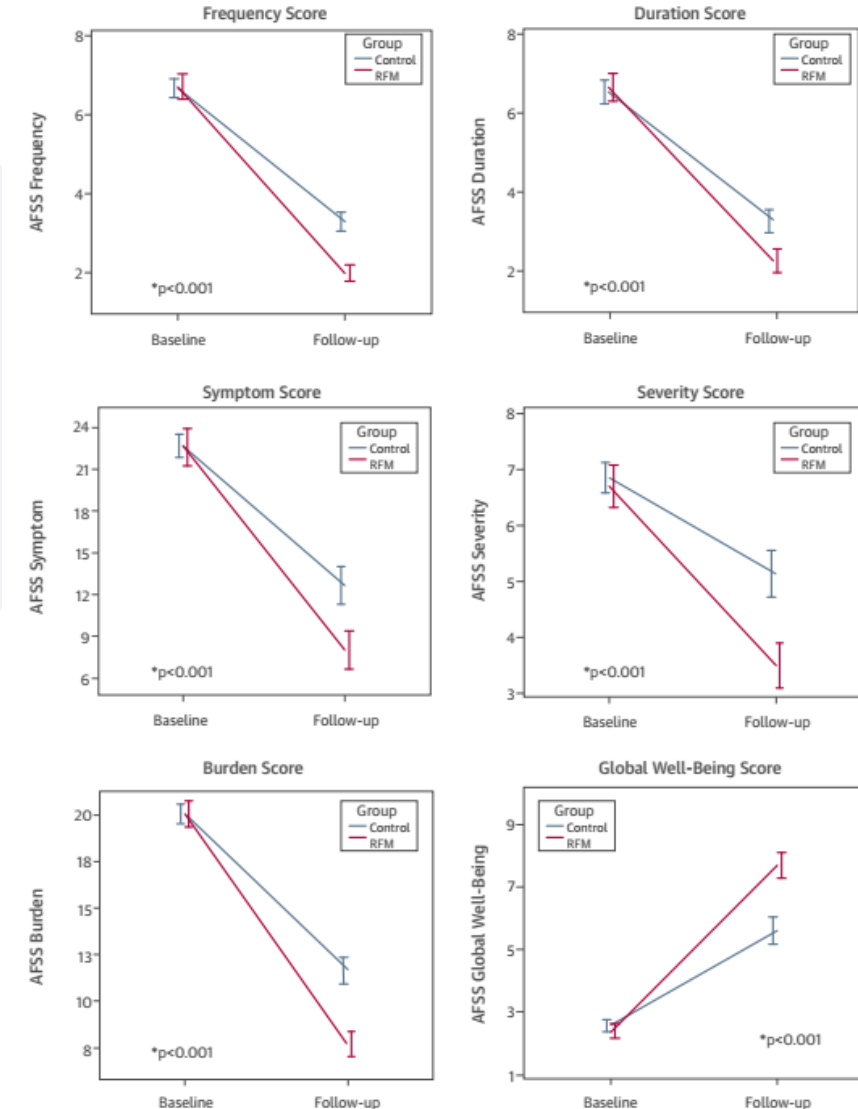 Frequency Score
AFSS Frequency
8
6
4
2
Group
Control
RFM
*p<0.001
Baseline
Follow-up
Duration Score
AFSS Duration
8
6
4
2
Group
Control
RFM
*p<0.001
Baseline
Follow-up
Symptom Score
AFSS Symptom
24
21
18
15
12
9
6
Group
Control
RFM
*p<0.001
Baseline
Follow-up
Severity Score
AFSS Severity
8
7
6
5
4
3
Group
Control
RFM
*p<0.001
Baseline
Follow-up
Burden Score
AFSS Burden
20
18
15
13
10
8
Group
Control
RFM
*p<0.001
Baseline
Follow-up
Global Well-Being Score
AFSS Global Well-Being
9
7
5
3
1
Group
Control
RFM
*p<0.001
Baseline
Follow-up